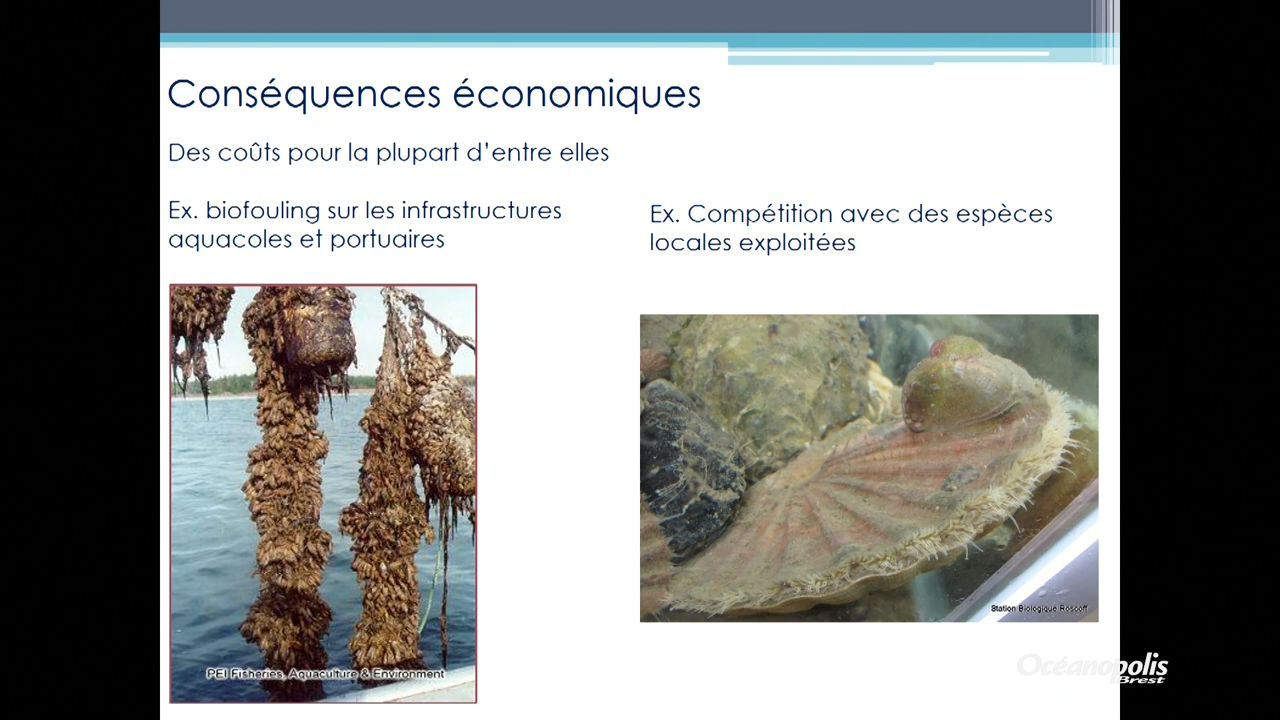 Conséquences économiques
Des coûts pour la plupart d'entre elles
Ex. biofouling sur les infrastructures
aquacoles et portuaires
Ex. Compétition avec des espèces
locales exploitées
PEI Fisheries, Aquaculture & Environment
Station Biologique Roscoff
Océanopolis
Brest